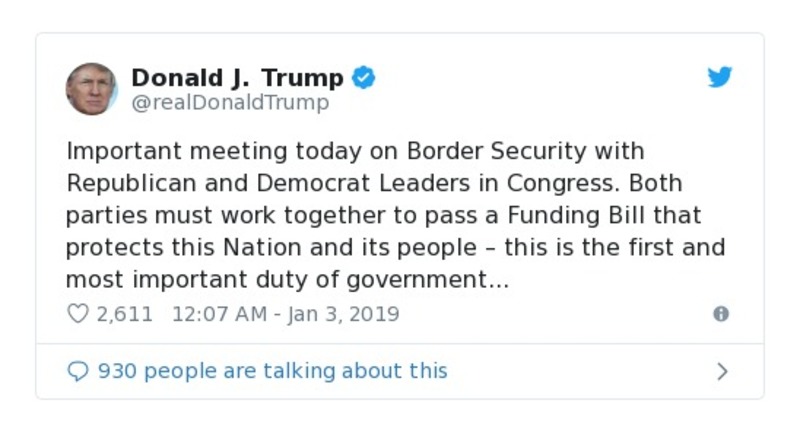 Donald J. Trump
@realDonaldTrump
Important meeting today on Border Security with
Republican and Democrat Leaders in Congress. Both
parties must work together to pass a Funding Bill that
protects this Nation and its people – this is the first and
most important duty of government...
2,611 12:07 AM - Jan 3, 2019
930 people are talking about this